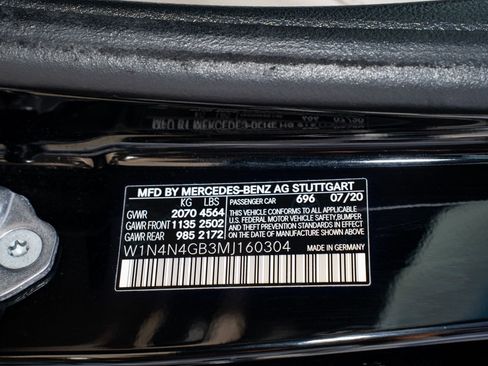 MFD BY MERCEDES-BENZ AG STUTTGART
KG LBS
GWR 2070 4564
GAWR FRONT 1135 2502
GAWR REAR 985 2172
PASSENGER CAR 696 07/20
THIS VEHICLE CONFORMS TO ALL APPLICABLE
U.S. FEDERAL MOTOR VEHICLE SAFETY, BUMPER
AND THEFT PREVENTION STANDARDS IN EFFECT
ON THE DATE OF MANUFACTURE SHOWN ABOVE.
W1N4N4GB3MJ160304
MADE IN GERMANY